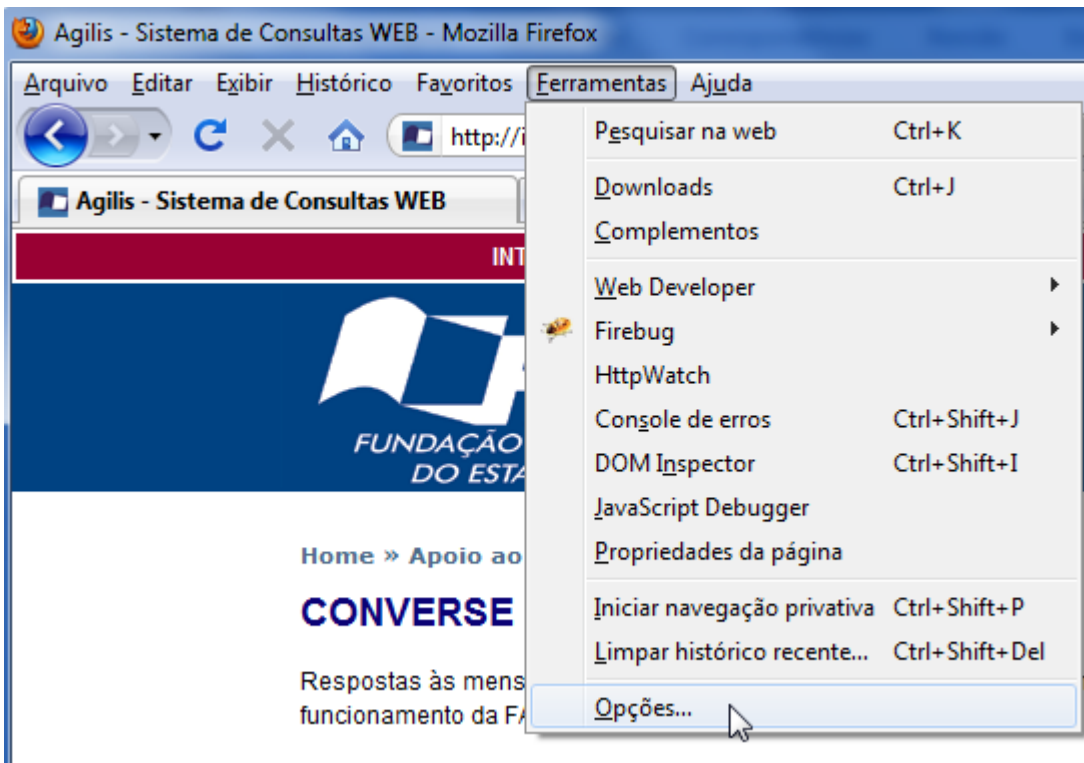 Agilis - Sistema de Consultas WEB - Mozilla Firefox
Arquivo Editar Exibir Histórico Favoritos Ferramentas Ajuda
http://i
Agilis - Sistema de Consultas WEB
INT
FUNDAÇÃO
DO ESTA
Home » Apoio ao
CONVERSE
Respostas às mens
funcionamento da FA
Pesquisar na web Ctrl+K
Downloads Ctrl+J
Complementos
Web Developer
Firebug
HttpWatch
Console de erros Ctrl+Shift+J
DOM Inspector Ctrl+Shift+I
JavaScript Debugger
Propriedades da página
Iniciar navegação privativa Ctrl+Shift+P
Limpar histórico recente... Ctrl+Shift+Del
Opções...